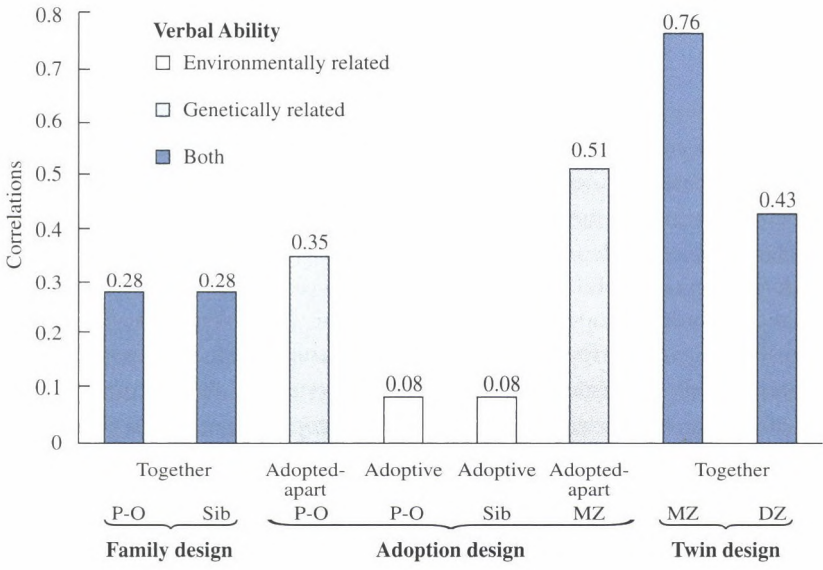 Verbal Ability
Environmentally related
Genetically related
Both
Correlations
0.8
0.7
0.6
0.5
0.4
0.3
0.2
0.1
0
0.28
0.28
0.35
0.08
0.08
0.51
0.76
0.43
Together
Adopted-
apart
Adoptive
Adoptive
Adopted-
apart
Together
P-O
Sib
P-O
P-O
Sib
MZ
MZ
DZ
Family design
Adoption design
Twin design